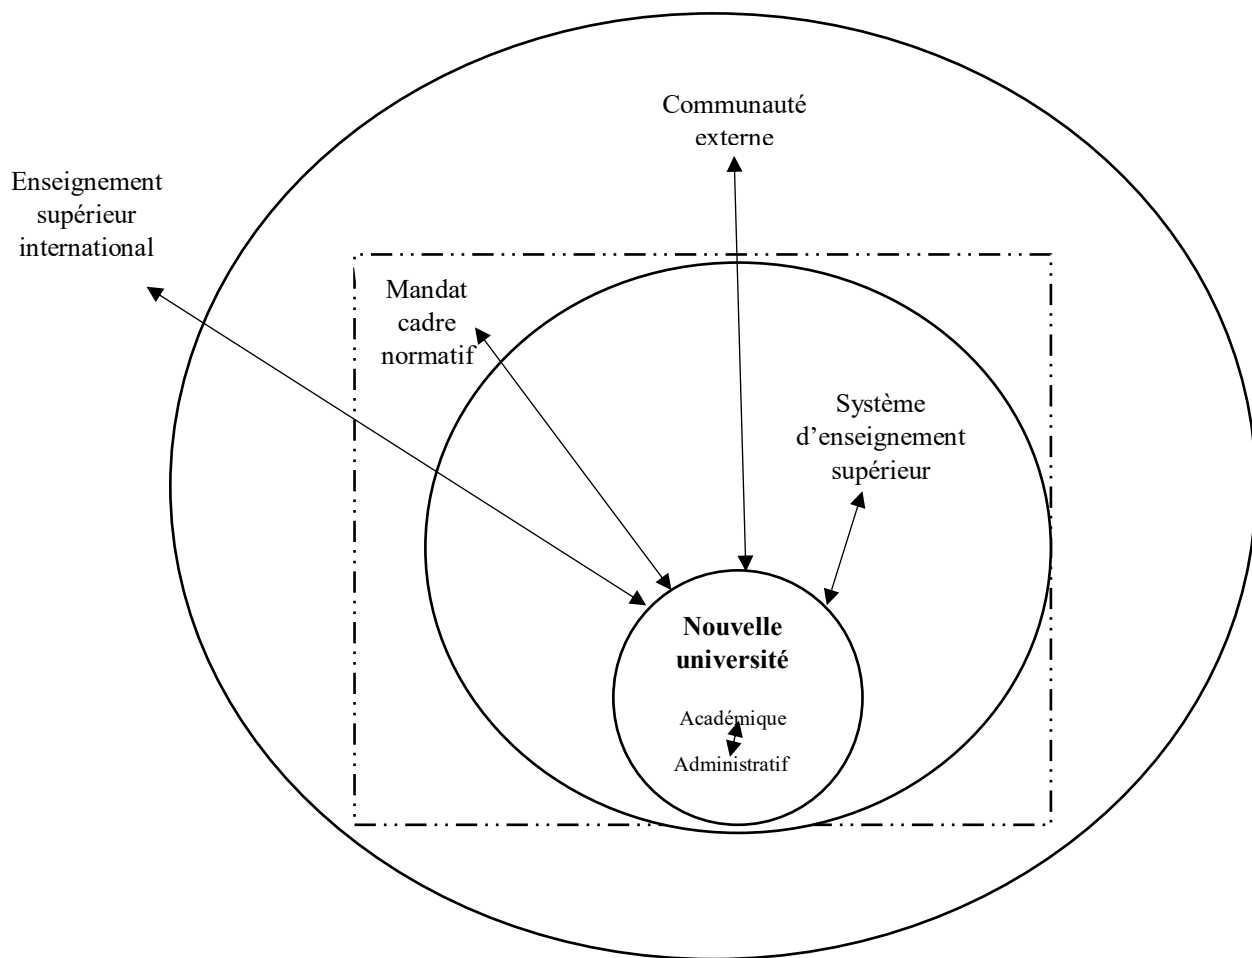 Communauté
externe
Enseignement
supérieur
international
Mandat
cadre
normatif
Système
d’enseignement
supérieur
Nouvelle
université
Académique
Administratif